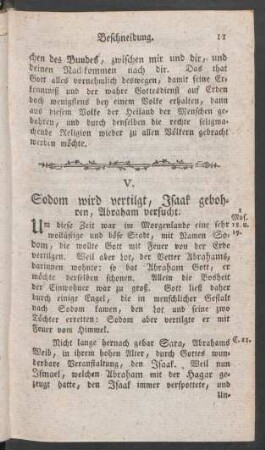 Beschneidung. 11
chen des Bundes, zwischen mir und dir, und
deinen Nachkommen nach dir. Das that
Gott alles vornehmlich deswegen, damit seine Er-
kenntniß und der wahre Gottesdienst auf Erden
doch wenigstens bey einem Volke erhalten, dann
aus diesem Volke der Heiland der Menschen ge-
bohren, und durch denselben die rechte seligma-
chende Religion wieder zu allen Völkern gebracht
werden möchte.
V.
Sodom wird vertilgt, Isaak geboh-
ren, Abraham versucht.
Um diese Zeit war im Morgenlande eine sehr
wollüstige und böse Stadt, mit Namen So-
dom, die wollte Gott mit Feuer von der Erde
vertilgen. Weil aber Lot, der Vetter Abrahams,
darinnen wohnte: so bat Abraham Gott, er
möchte derselben schonen. Allein die Bosheit
der Einwohner war zu groß. Gott ließ daher
durch einige Engel, die in menschlicher Gestalt
nach Sodom kamen, den Lot und seine zwo
Töchter erretten: Sodom aber vertilgte er mit
Feuer vom Himmel.
Nicht lange hernach gebar Sara, Abrahams
Weib, in ihrem hohen Alter, durch Gottes wun-
derbare Veranstaltung, den Isaak. Weil nun
Ismael, welchen Abraham mit der Hagar ge-
zeugt hatte, den Isaak immer verspottete, und
Un-
1
Mos.
18. u.
19.
C. 21.